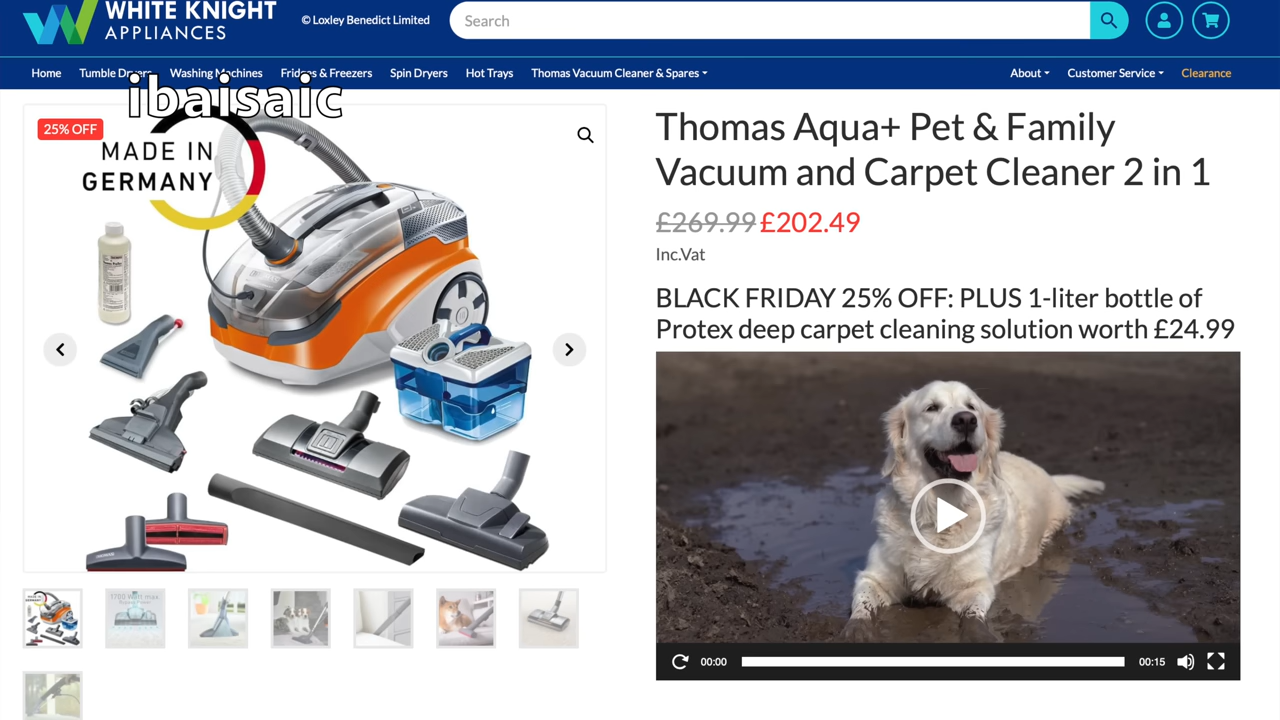 WHITE KNIGHT
APPLIANCES
© Loxley Benedict Limited
Search
Home
Tumble Dryers
Washing Machines
Fridges & Freezers
Spin Dryers
Hot Trays
Thomas Vacuum Cleaner & Spares
About
Customer Service
Clearance
ibaisaic
25% OFF
MADE IN
GERMANY
Thomas Aqua+ Pet & Family
Vacuum and Carpet Cleaner 2 in 1
£269.99 £202.49
Inc.Vat
BLACK FRIDAY 25% OFF: PLUS 1-liter bottle of
Protex deep carpet cleaning solution worth £24.99
00:00
00:15
1700 Watt max.